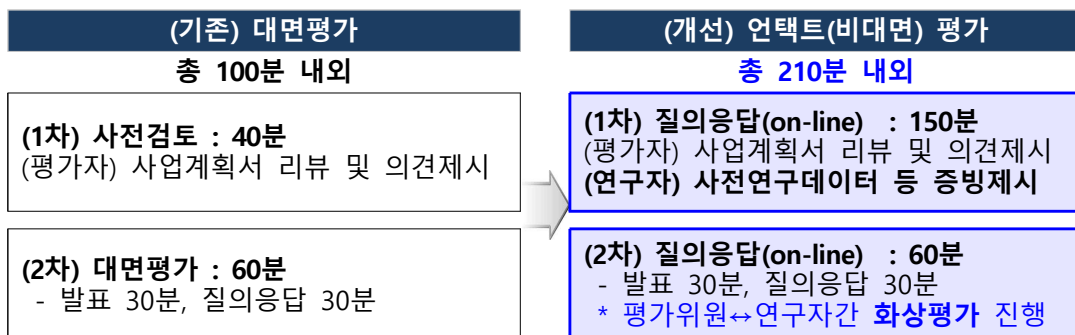 (기존) 대면평가
총 100분 내외
(1차) 사전검토 : 40분
(평가자) 사업계획서 리뷰 및 의견제시
(2차) 대면평가 : 60분
- 발표 30분, 질의응답 30분
(개선) 언택트(비대면) 평가
총 210분 내외
(1차) 질의응답(on-line) : 150분
(평가자) 사업계획서 리뷰 및 의견제시
(연구자) 사전연구데이터 등 증빙제시
(2차) 질의응답(on-line) : 60분
- 발표 30분, 질의응답 30분
* 평가위원↔연구자간 화상평가 진행